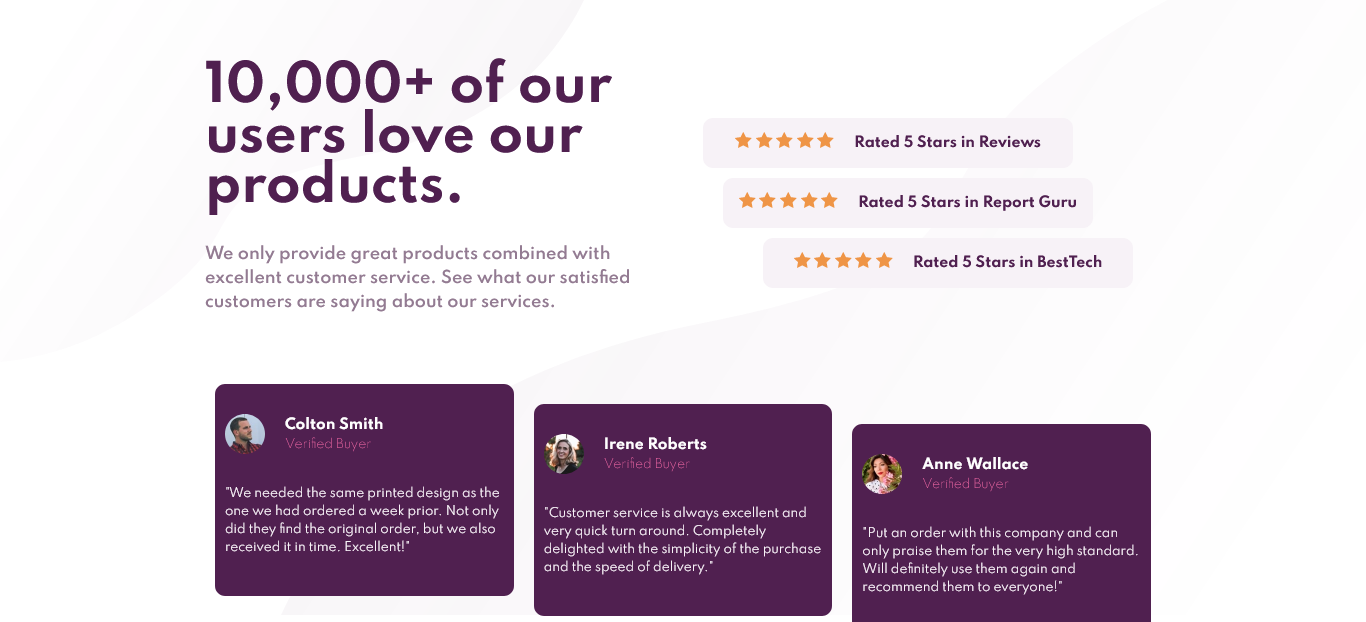 10,000+ of our
users love our
products.
We only provide great products combined with
excellent customer service. See what our satisfied
customers are saying about our services.
Rated 5 Stars in Reviews
Rated 5 Stars in Report Guru
Rated 5 Stars in BestTech
Colton Smith
Verified Buyer
"We needed the same printed design as the
one we had ordered a week prior. Not only
did they find the original order, but we also
received it in time. Excellent!"
Irene Roberts
Verified Buyer
"Customer service is always excellent and
very quick turn around. Completely
delighted with the simplicity of the purchase
and the speed of delivery."
Anne Wallace
Verified Buyer
"Put an order with this company and can
only praise them for the very high standard.
Will definitely use them again and
recommend them to everyone!"